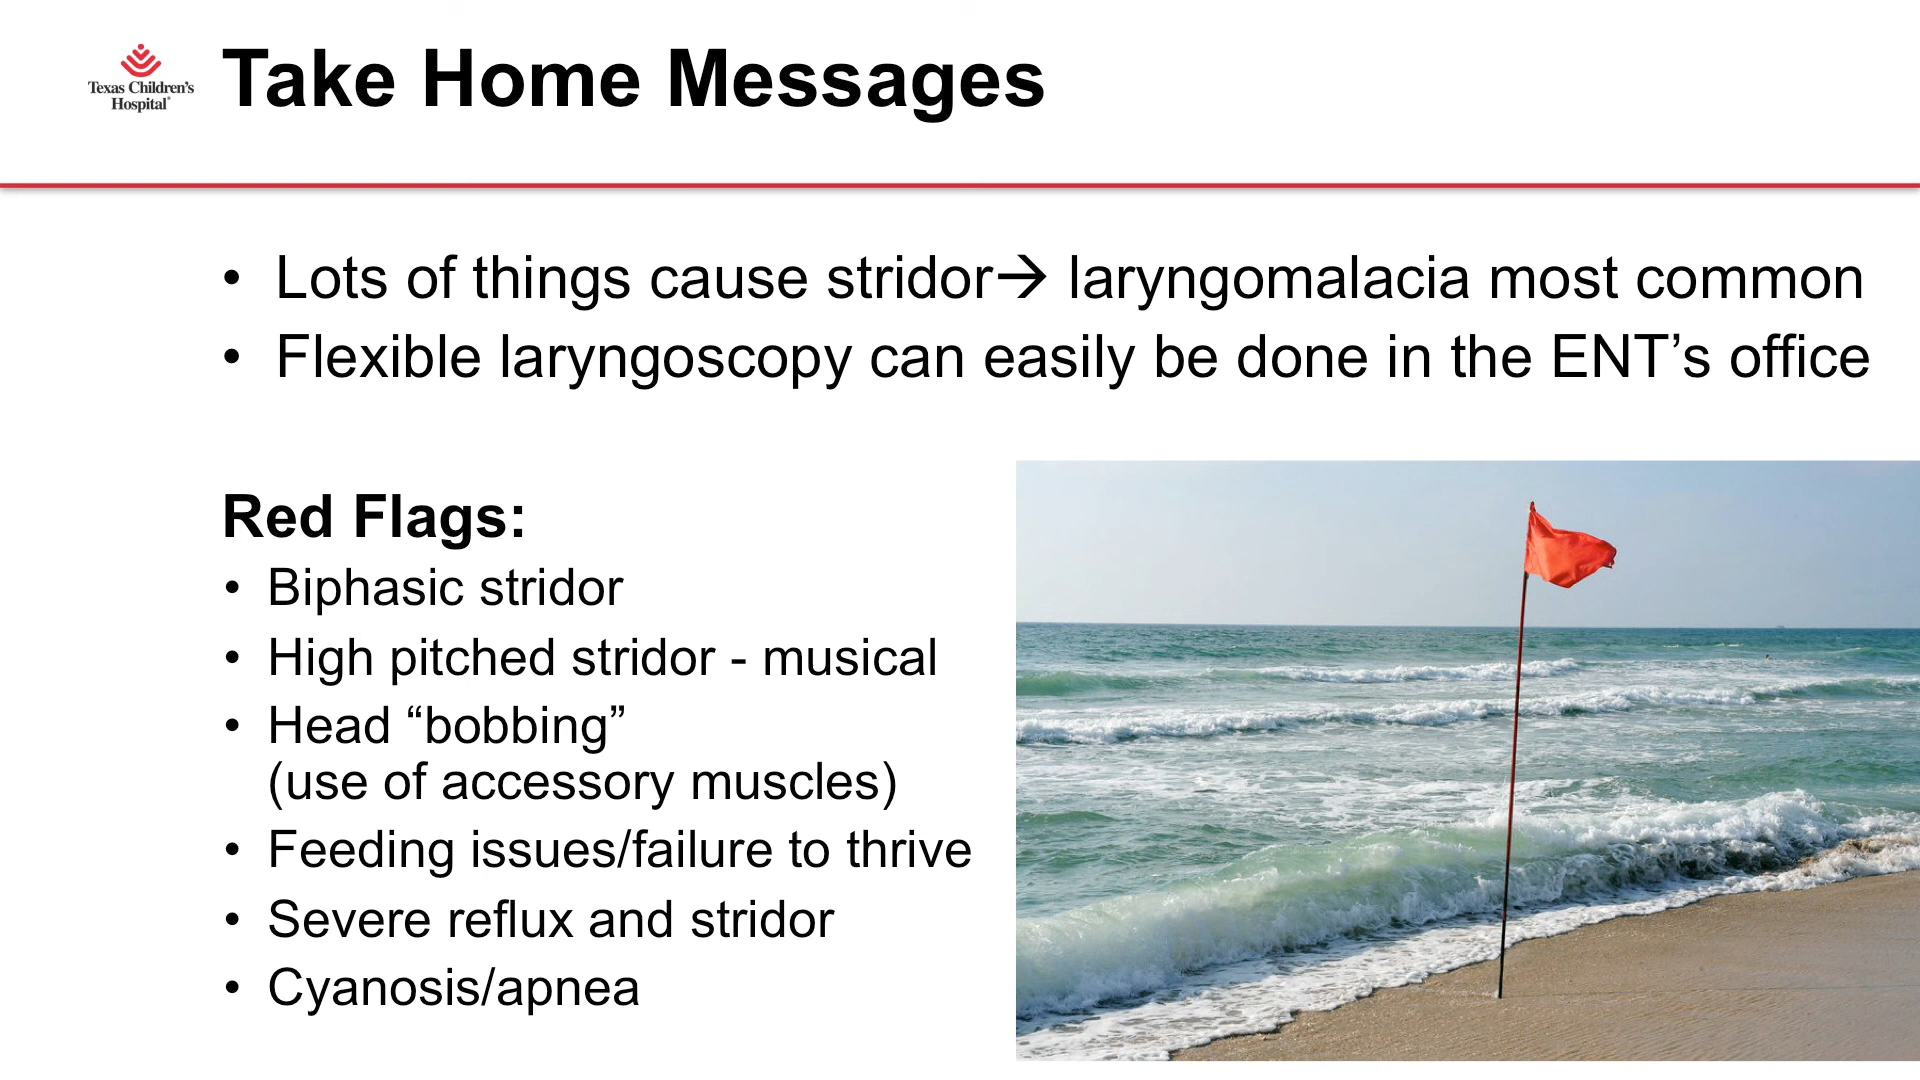 Texas Children's
Hospital®
Take Home Messages
• Lots of things cause stridor→ laryngomalacia most common
• Flexible laryngoscopy can easily be done in the ENT’s office
Red Flags:
• Biphasic stridor
• High pitched stridor - musical
• Head “bobbing”
(use of accessory muscles)
• Feeding issues/failure to thrive
• Severe reflux and stridor
• Cyanosis/apnea